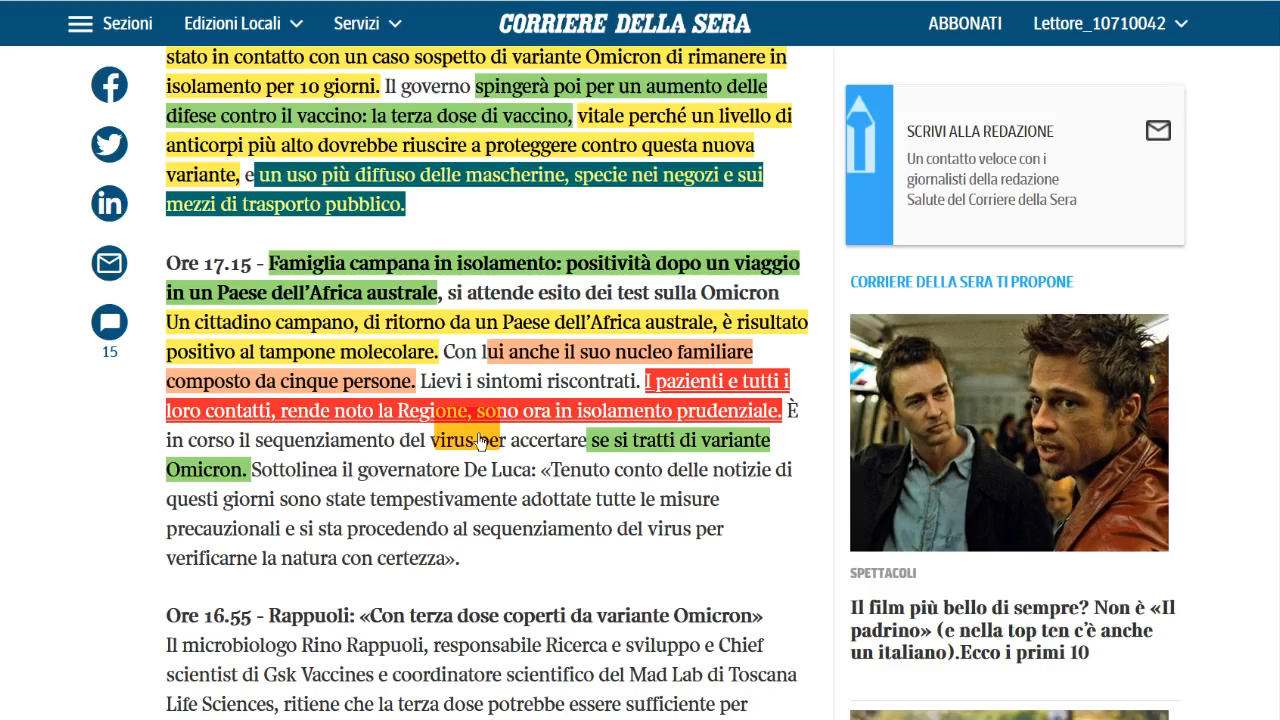 Sezioni
Edizioni Locali
Servizi
CORRIERE DELLA SERA
ABBONATI
Lettore_10710042
stato in contatto con un caso sospetto di variante Omicron di rimanere in
isolamento per 10 giorni. Il governo spingerà poi per un aumento delle
difese contro il vaccino: la terza dose di vaccino, vitale perché un livello di
anticorpi più alto dovrebbe riuscire a proteggere contro questa nuova
variante, e un uso più diffuso delle mascherine, specie nei negozi e sui
mezzi di trasporto pubblico.
Ore 17.15 - Famiglia campana in isolamento: positività dopo un viaggio
in un Paese dell'Africa australe, si attende esito dei test sulla Omicron
Un cittadino campano, di ritorno da un Paese dell'Africa australe, è risultato
positivo al tampone molecolare. Con lui anche il suo nucleo familiare
composto da cinque persone. Lievi i sintomi riscontrati. I pazienti e tutti i
loro contatti, rende noto la Regione, sono ora in isolamento prudenziale. È
in corso il sequenziamento del virus per accertare se si tratti di variante
Omicron. Sottolinea il governatore De Luca: «Tenuto conto delle notizie di
questi giorni sono state tempestivamente adottate tutte le misure
precauzionali e si sta procedendo al sequenziamento del virus per
verificarne la natura con certezza».
Ore 16.55 - Rappuoli: «Con terza dose coperti da variante Omicron»
Il microbiologo Rino Rappuoli, responsabile Ricerca e sviluppo e Chief
scientist di Gsk Vaccines e coordinatore scientifico del Mad Lab di Toscana
Life Sciences, ritiene che la terza dose potrebbe essere sufficiente per
15
SCRIVI ALLA REDAZIONE
Un contatto veloce con i
giornalisti della redazione
Salute del Corriere della Sera
CORRIERE DELLA SERA TI PROPONE
SPETTACOLI
Il film più bello di sempre? Non è «Il
padrino» (e nella top ten c'è anche
un italiano).Ecco i primi 10